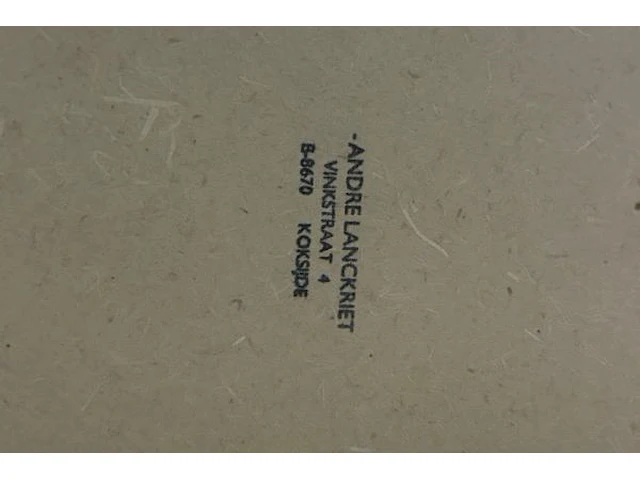 - ANDRE LANCKRIET
VINKSTRAAT 4
B-8670 KOKSIJDE